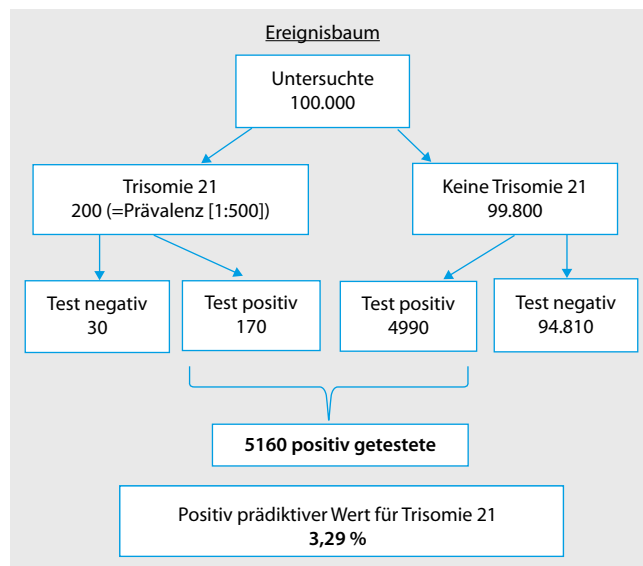 Ereignisbaum
Untersuchte
100.000
Trisomie 21
200 (=Prävalenz [1:500])
Keine Trisomie 21
99.800
Test negativ
30
Test positiv
170
Test positiv
4990
Test negativ
94.810
5160 positiv getestete
Positiv prädiktiver Wert für Trisomie 21
3,29 %